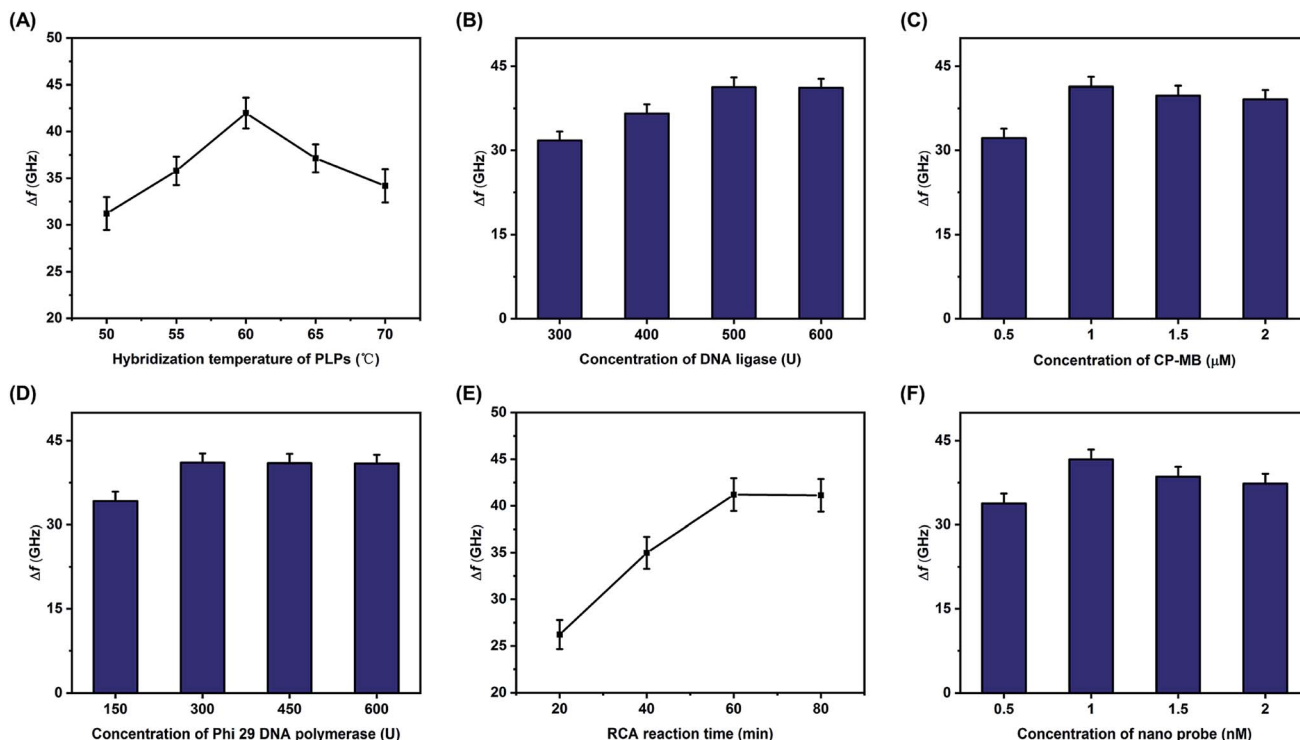 (A)
50
45
40
35
30
25
20
Δf (GHz)
50 55 60 65 70
Hybridization temperature of PLPs (℃)
(B)
45
30
15
0
Δf (GHz)
300 400 500 600
Concentration of DNA ligase (U)
(C)
45
30
15
0
Δf (GHz)
0.5 1 1.5 2
Concentration of CP-MB (μM)
(D)
45
30
15
0
Δf (GHz)
150 300 450 600
Concentration of Phi 29 DNA polymerase (U)
(E)
50
45
40
35
30
25
20
Δf (GHz)
20 40 60 80
RCA reaction time (min)
(F)
45
30
15
0
Δf (GHz)
0.5 1 1.5 2
Concentration of nano probe (nM)